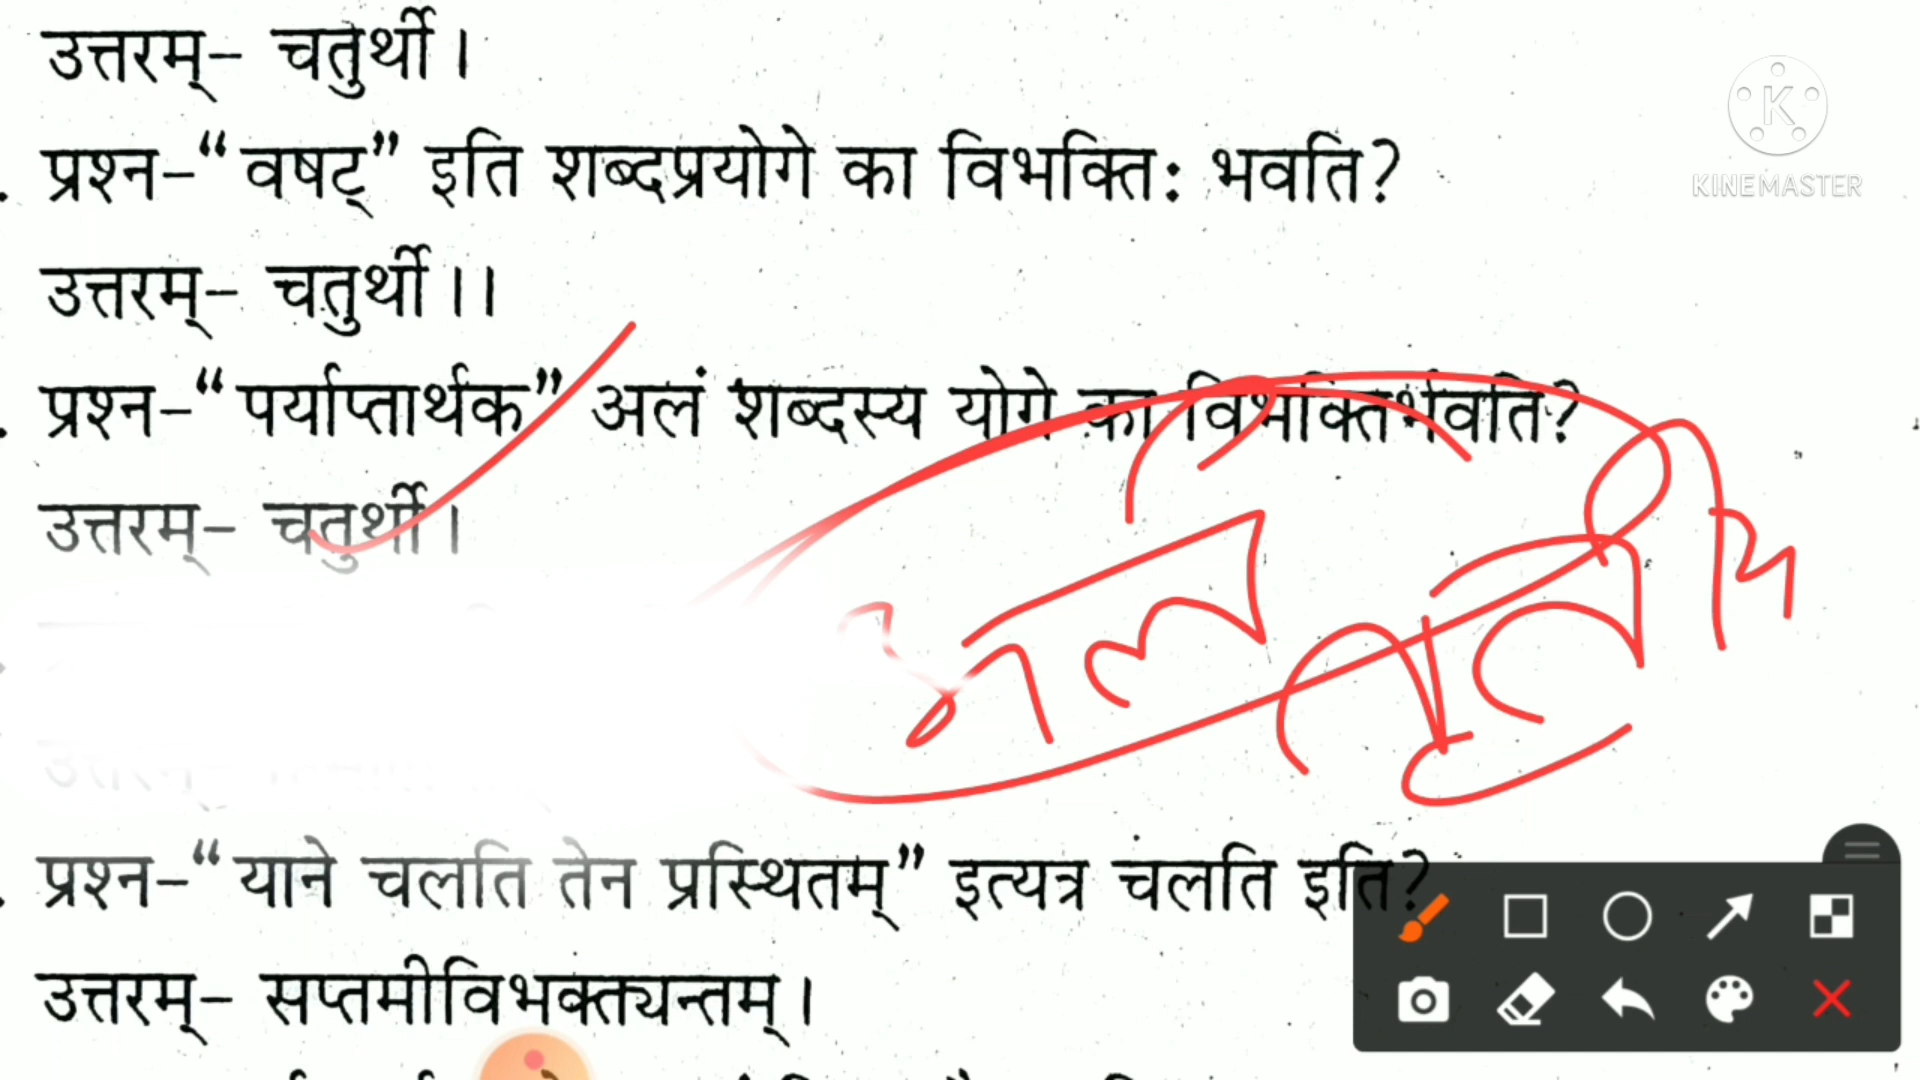 उत्तरम्- चतुर्थी।
प्रश्न-“वषट्” इति शब्दप्रयोगे का विभक्तिः भवति?
KINEMASTER
उत्तरम्- चतुर्थी।।
प्रश्न-“पर्याप्तार्थक” अलं शब्दस्य योगे का विभक्तिर्भवति?
उत्तरम्- चतुर्थी।
प्रश्न-“याने चलति तेन प्रस्थितम्” इत्यत्र चलति इति?
उत्तरम्- सप्तमीविभक्त्यन्तम्।